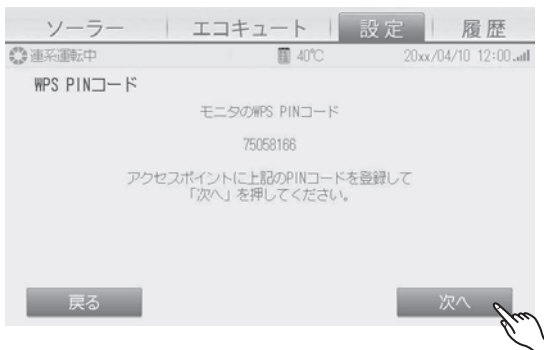 ソーラー エコキュート 設定 履歴
連系運転中 40℃ 20xx/04/10 12:00
WPS PINコード
モニタのWPS PINコード
75058166
アクセスポイントに上記のPINコードを登録して
「次へ」を押してください。
戻る 次へ